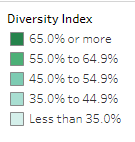 Diversity Index
65.0% or more
55.0% to 64.9%
45.0% to 54.9%
35.0% to 44.9%
Less than 35.0%